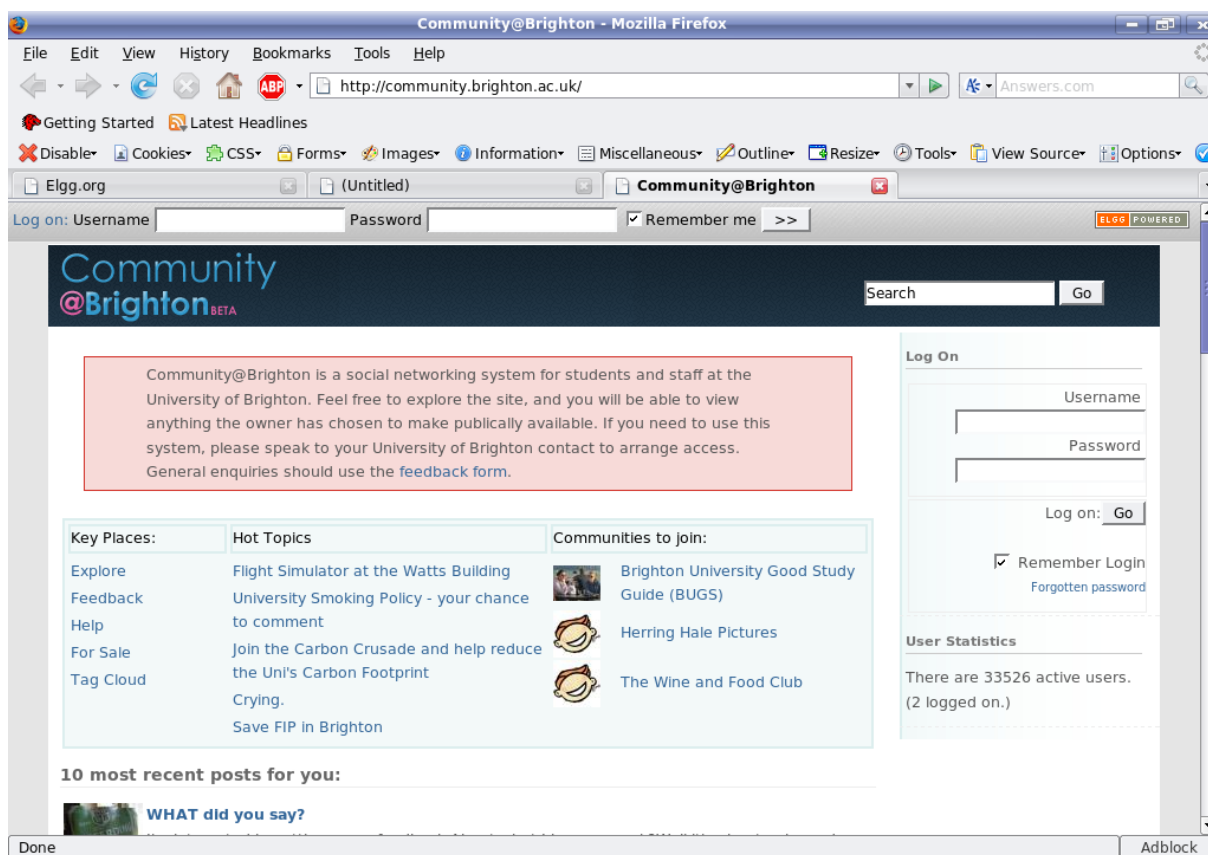 Community@Brighton - Mozilla Firefox
File Edit View History Bookmarks Tools Help
ABP http://community.brighton.ac.uk/ Answers.com
Getting Started Latest Headlines
Disable Cookies CSS Forms Images Information Miscellaneous Outline Resize Tools View Source Options
Elgg.org (Untitled) Community@Brighton
Log on: Username Password Remember me >> ELGG POWERED
Community
@Brighton BETA
Search Go
Community@Brighton is a social networking system for students and staff at the
University of Brighton. Feel free to explore the site, and you will be able to view
anything the owner has chosen to make publically available. If you need to use this
system, please speak to your University of Brighton contact to arrange access.
General enquiries should use the feedback form.
Key Places:
Explore
Feedback
Help
For Sale
Tag Cloud
Hot Topics
Flight Simulator at the Watts Building
University Smoking Policy - your chance
to comment
Join the Carbon Crusade and help reduce
the Uni's Carbon Footprint
Crying.
Save FIP in Brighton
Communities to join:
Brighton University Good Study
Guide (BUGS)
Herring Hale Pictures
The Wine and Food Club
10 most recent posts for you:
WHAT did you say?
Log On
Username
Password
Log on: Go
Remember Login
Forgotten password
User Statistics
There are 33526 active users.
(2 logged on.)
Done Adblock